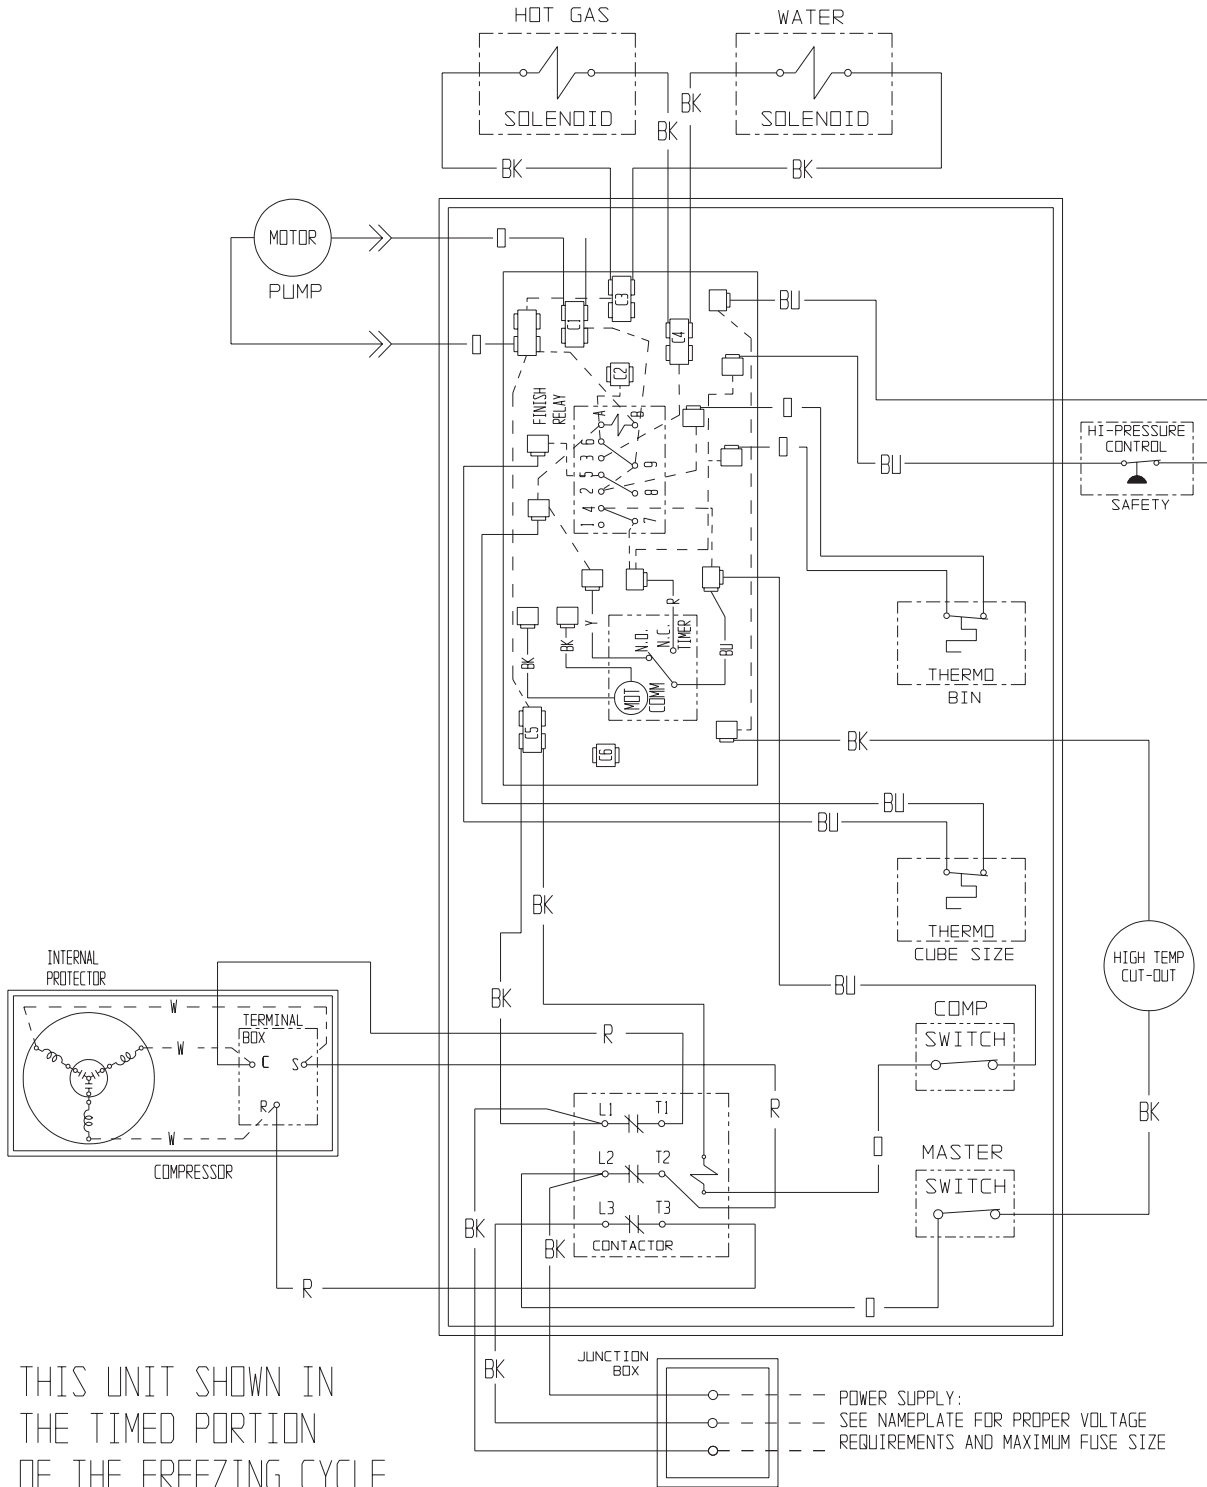 HOT GAS
WATER
SOLENOID
SOLENOID
BK
BK
BK
BK
MOTOR
PUMP
O
O
C1
C3
C4
C2
BU
FINISH
RELAY
A
B
6
3
5
2
4
1
9
8
7
O
O
BU
HI-PRESSURE
CONTROL
SAFETY
THERMO
BIN
Y
R
N.O.
N.C.
TIMER
BK
BK
MOT
COMM
BU
C5
C6
BK
BU
BU
BK
THERMO
CUBE SIZE
HIGH TEMP
CUT-OUT
INTERNAL
PROTECTOR
W
TERMINAL
BOX
W
C
S
R
W
COMPRESSOR
BK
R
BU
COMP
SWITCH
R
L1
T1
L2
T2
L3
T3
CONTACTOR
O
BK
MASTER
SWITCH
BK
BK
R
O
BK
JUNCTION
BOX
POWER SUPPLY:
SEE NAMEPLATE FOR PROPER VOLTAGE
REQUIREMENTS AND MAXIMUM FUSE SIZE
THIS UNIT SHOWN IN
THE TIMED PORTION
OF THE FREEZING CYCLE